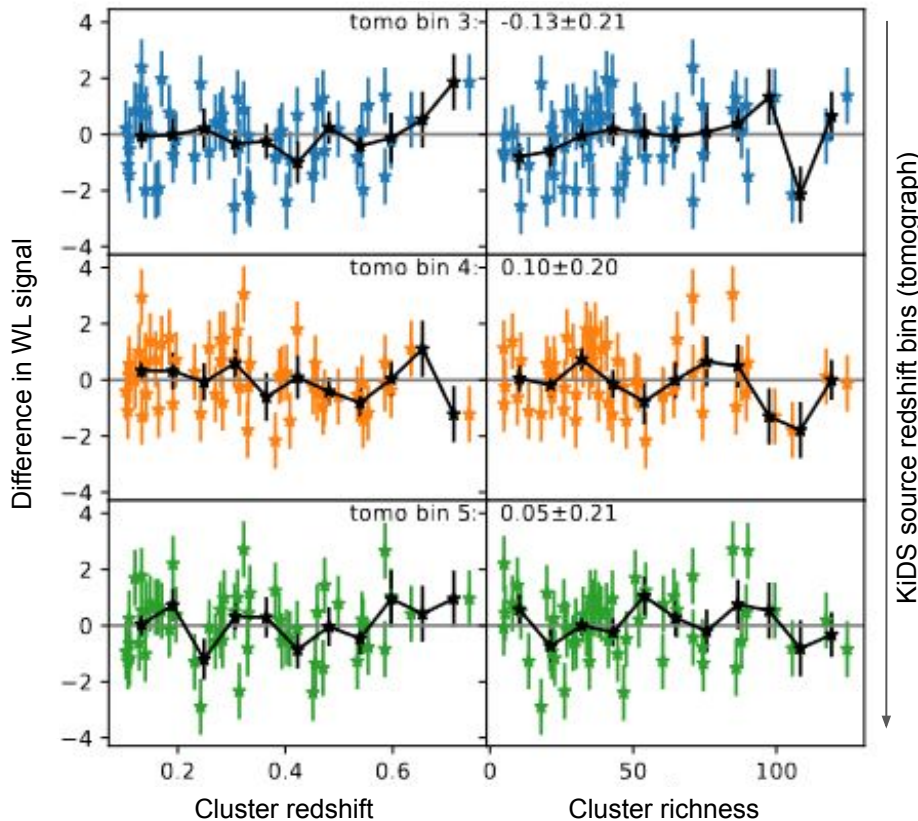 4
tomo bin 3:
-0.13±0.21
2
0
−2
−4
4
tomo bin 4:
0.10±0.20
2
0
−2
−4
4
tomo bin 5:
0.05±0.21
2
0
−2
−4
0.2 0.4 0.6
0 50 100
Cluster redshift
Cluster richness
Difference in WL signal
KiDS source redshift bins (tomograph)